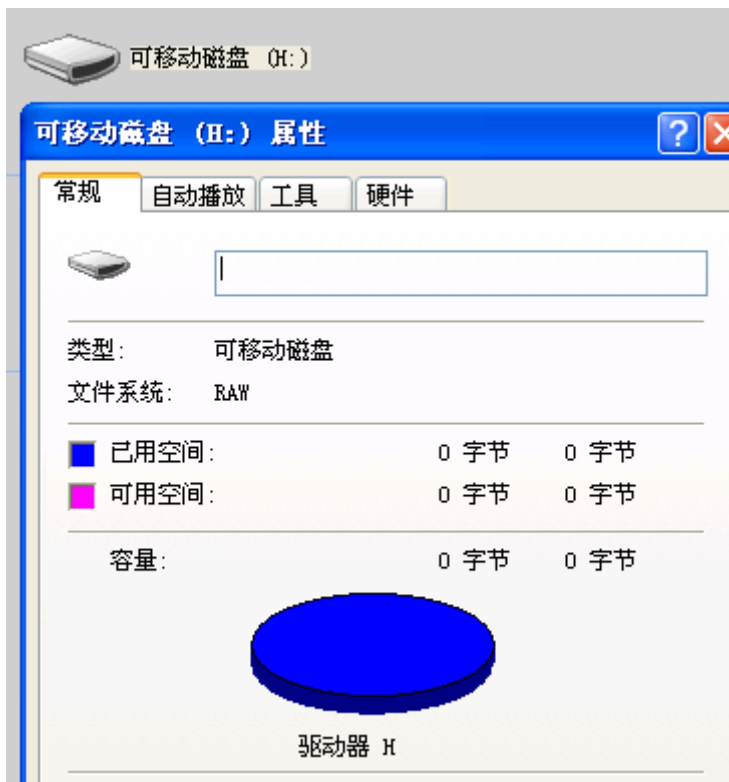 可移动磁盘 (H:)
可移动磁盘 (H:) 属性
常规 自动播放 工具 硬件
类型: 可移动磁盘
文件系统: RAW
已用空间: 0 字节 0 字节
可用空间: 0 字节 0 字节
容量: 0 字节 0 字节
驱动器 H